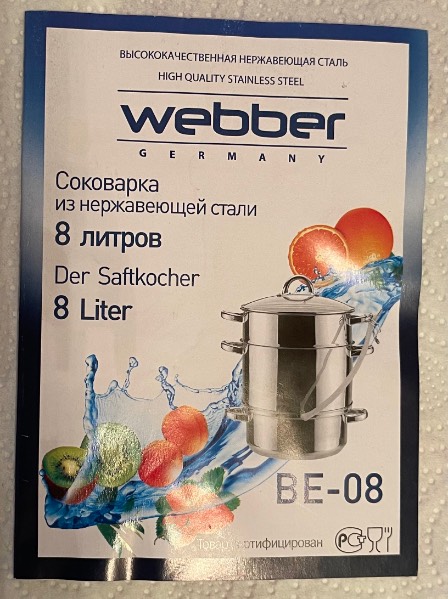 ВЫСОКОКАЧЕСТВЕННАЯ НЕРЖАВЕЮЩАЯ СТАЛЬ
HIGH QUALITY STAINLESS STEEL
webber
GERMANY
Соковарка
из нержавеющей стали
8 литров
Der Saftkocher
8 Liter
BE-08
Товар сертифицирован